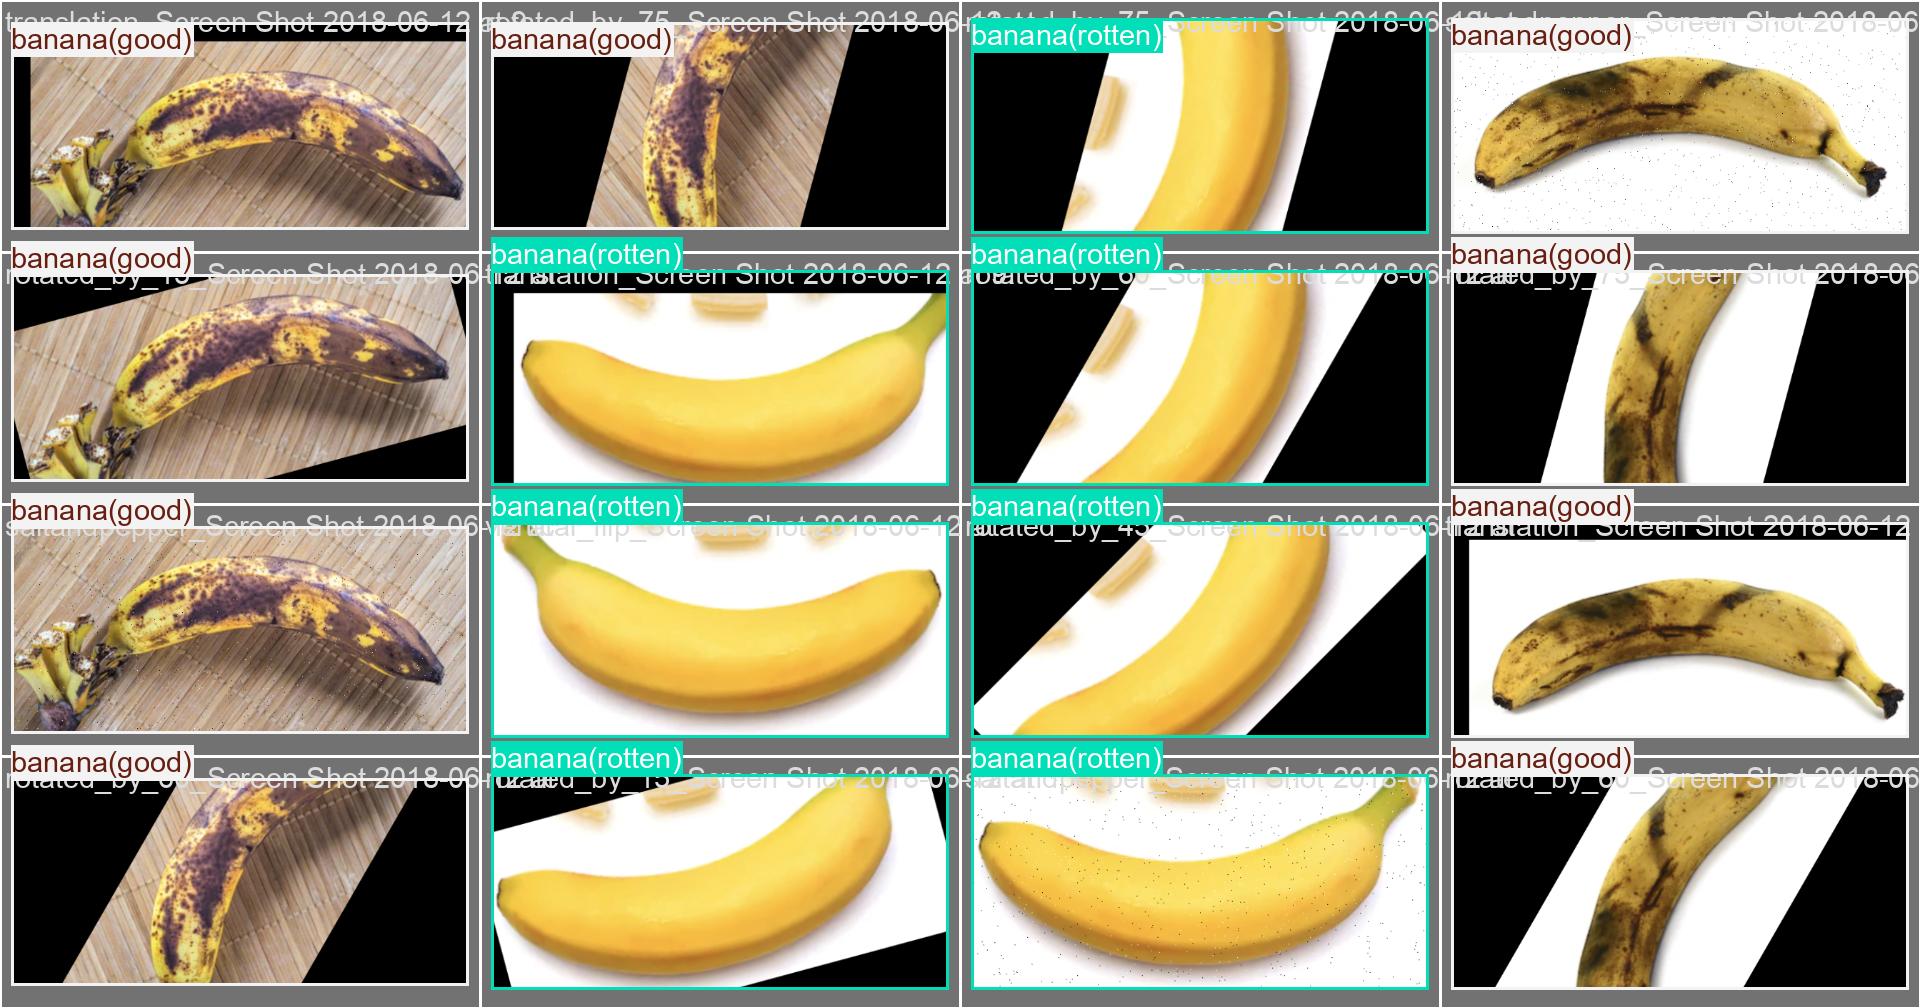 translation_Screen Shot 2018-06-12
banana(good)
rotated_by_75_Screen Shot 2018-06
banana(good)
rotated_by_75_Screen Shot 2018-06
banana(rotten)
Screen Shot 2018-06
banana(good)
banana(good)
rotated_by_15_Screen Shot 2018-06
banana(rotten)
translation_Screen Shot 2018-06-12
banana(rotten)
rotated_by_60_Screen Shot 2018-06
banana(good)
rotated_by_75_Screen Shot 2018-06
banana(good)
saltandpepper_Screen Shot 2018-06
banana(rotten)
vertical_flip_Screen Shot 2018-06-12
banana(rotten)
rotated_by_45_Screen Shot 2018-06
banana(good)
translation_Screen Shot 2018-06-12
banana(good)
Screen Shot 2018-06
banana(rotten)
rotated_by_15_Screen Shot 2018-06
banana(rotten)
saltandpepper_Screen Shot 2018-06
banana(good)
rotated_by_60_Screen Shot 2018-06